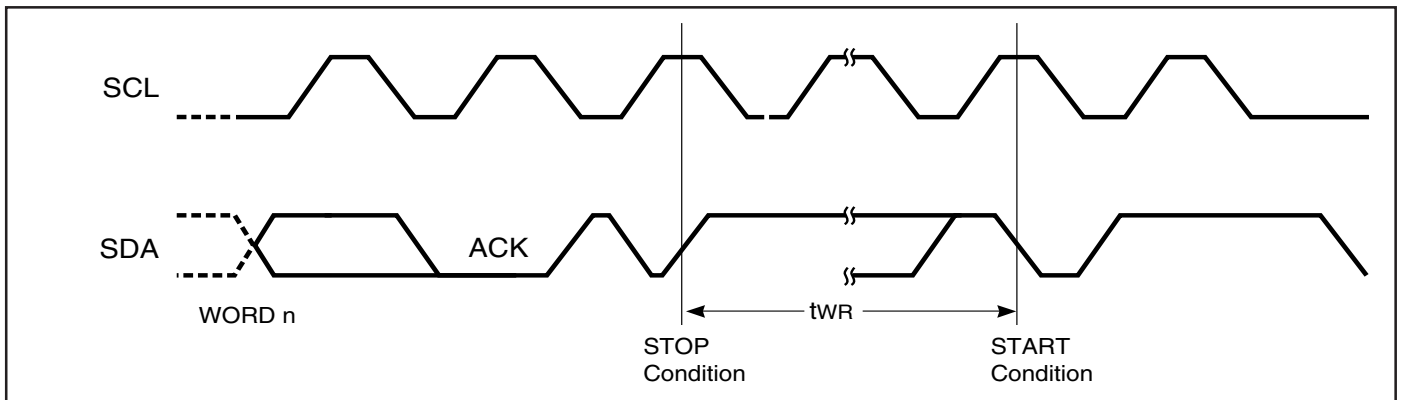 SCL
SDA
ACK
WORD n
tWR
STOP
Condition
START
Condition